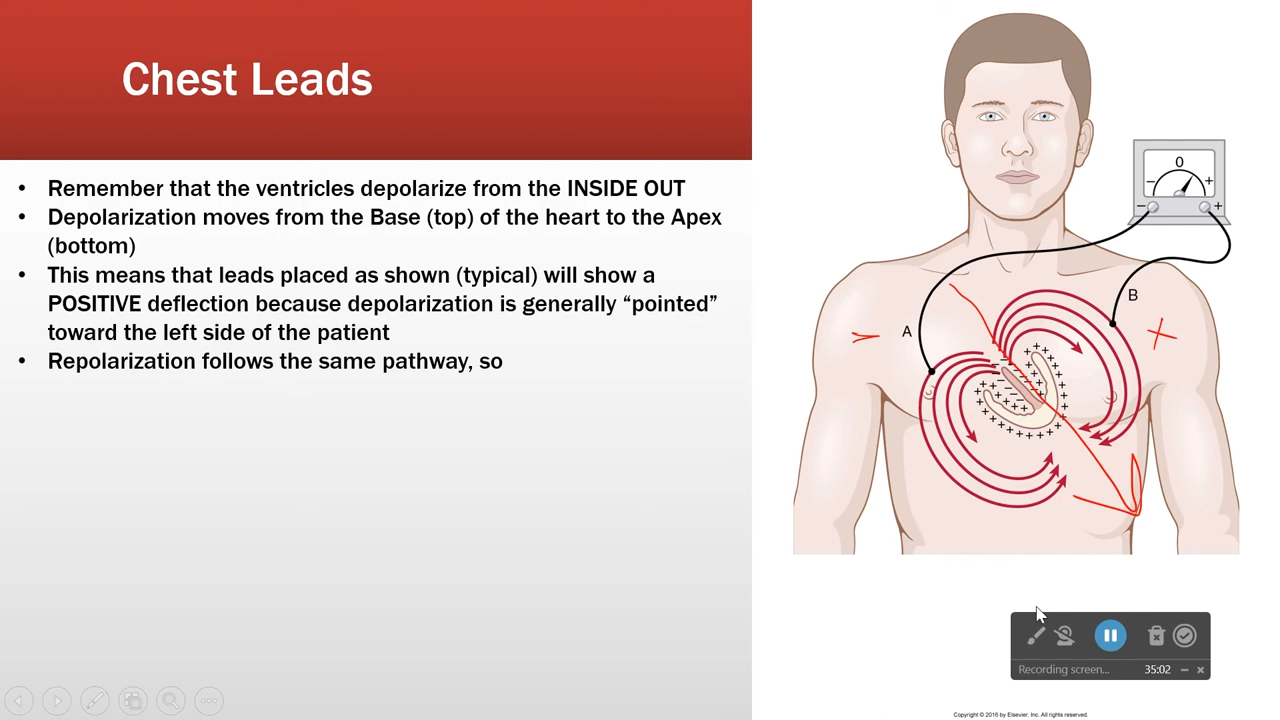 Chest Leads
• Remember that the ventricles depolarize from the INSIDE OUT
• Depolarization moves from the Base (top) of the heart to the Apex
(bottom)
• This means that leads placed as shown (typical) will show a
POSITIVE deflection because depolarization is generally “pointed”
toward the left side of the patient
• Repolarization follows the same pathway, so
0
− +
− +
B
A
− +
Recording screen... 35:02
Copyright © 2016 by Elsevier, Inc. All rights reserved.